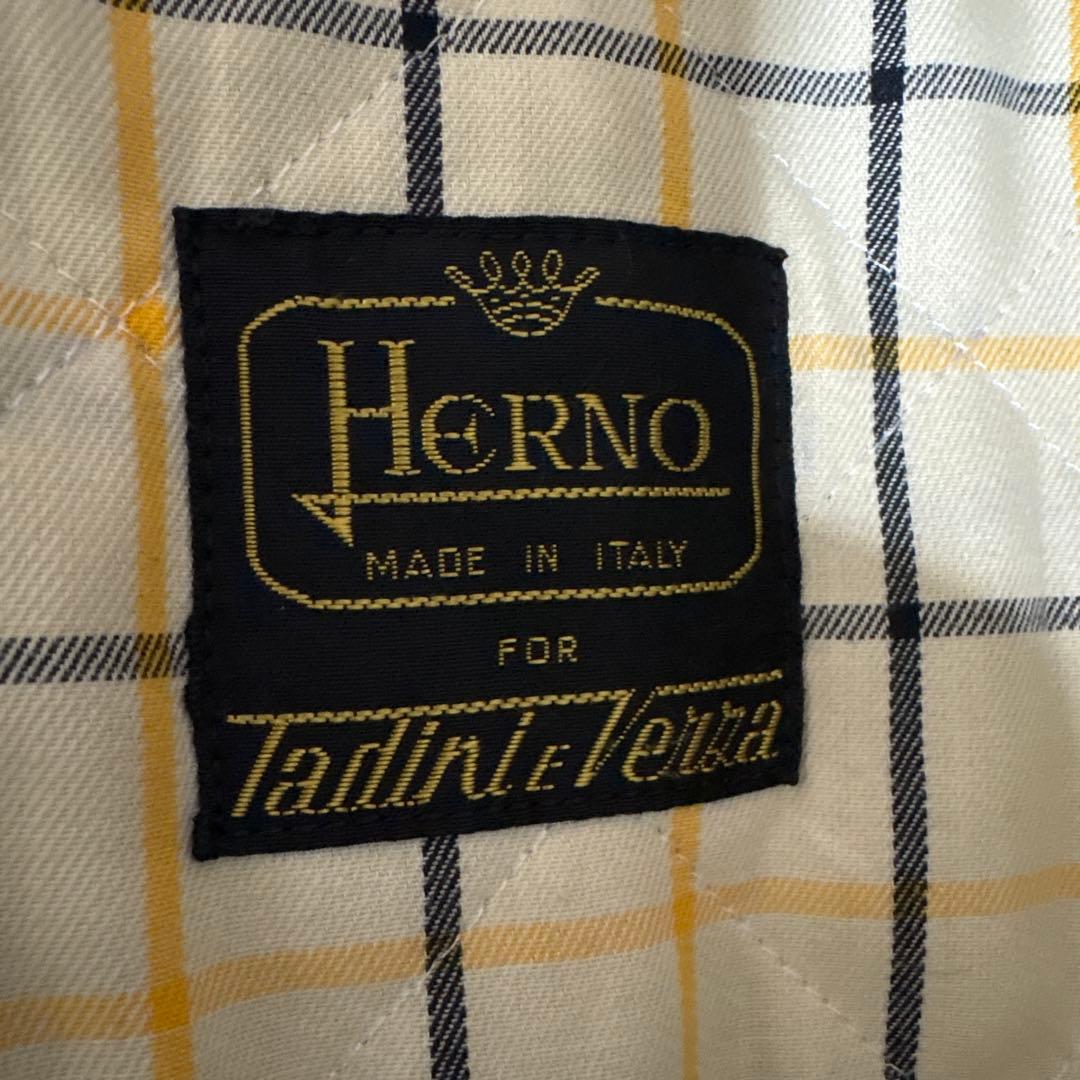 HERNO
MADE IN ITALY
FOR
Tadini E Verza